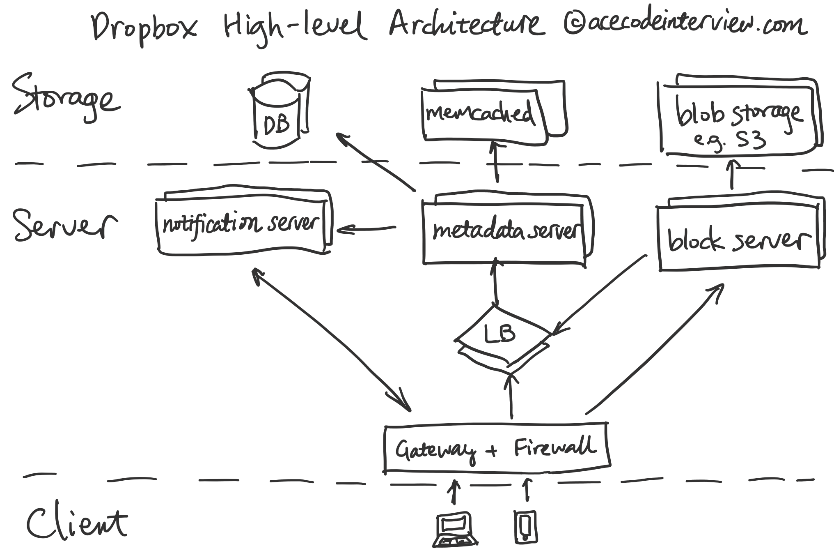 Dropbox High-level Architecture ©acecodeinterview.com
Storage
DB
memcached
blob storage
e.g. S3
Server
notification server
metadata server
block server
LB
Gateway + Firewall
Client